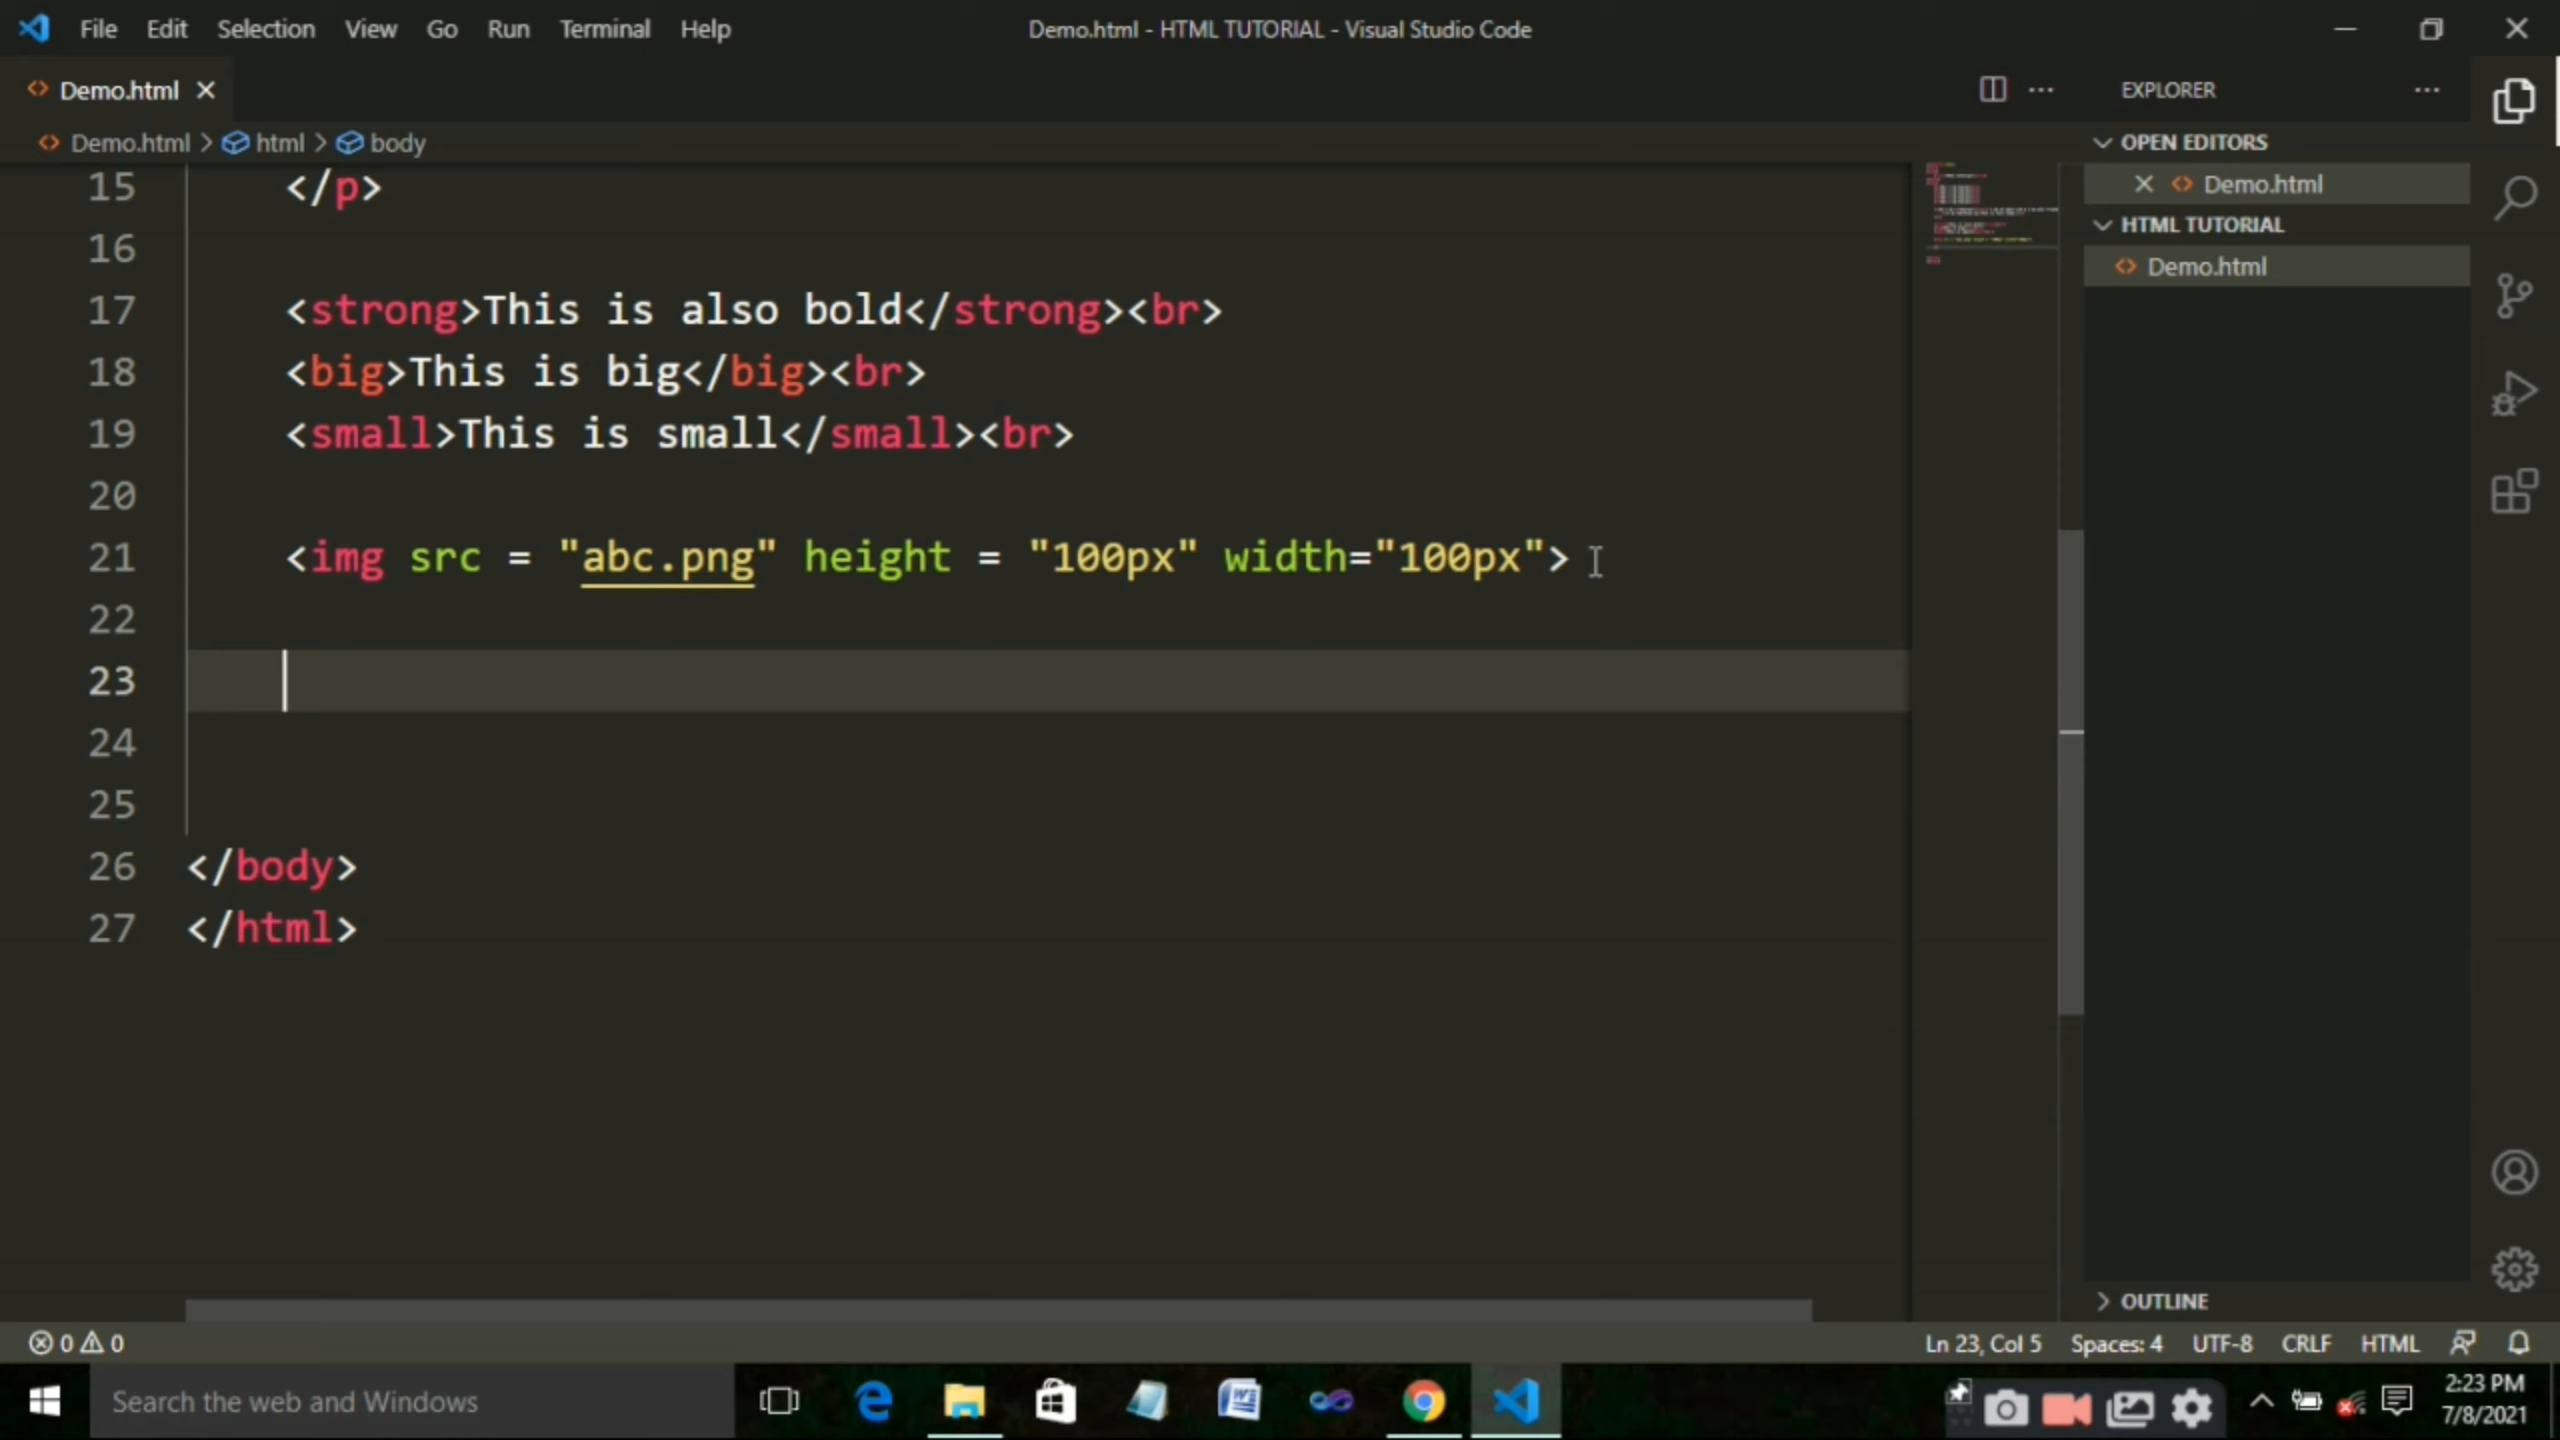 File Edit Selection View Go Run Terminal Help Demo.html - HTML TUTORIAL - Visual Studio Code
Demo.html
Demo.html > html > body
15 </p>
16
17 <strong>This is also bold</strong><br>
18 <big>This is big</big><br>
19 <small>This is small</small><br>
20
21 <img src = "abc.png" height = "100px" width="100px">
22
23
24
25
26 </body>
27 </html>
EXPLORER
OPEN EDITORS
Demo.html
HTML TUTORIAL
Demo.html
OUTLINE
0 0 Ln 23, Col 5 Spaces: 4 UTF-8 CRLF HTML
Search the web and Windows
2:23 PM
7/8/2021